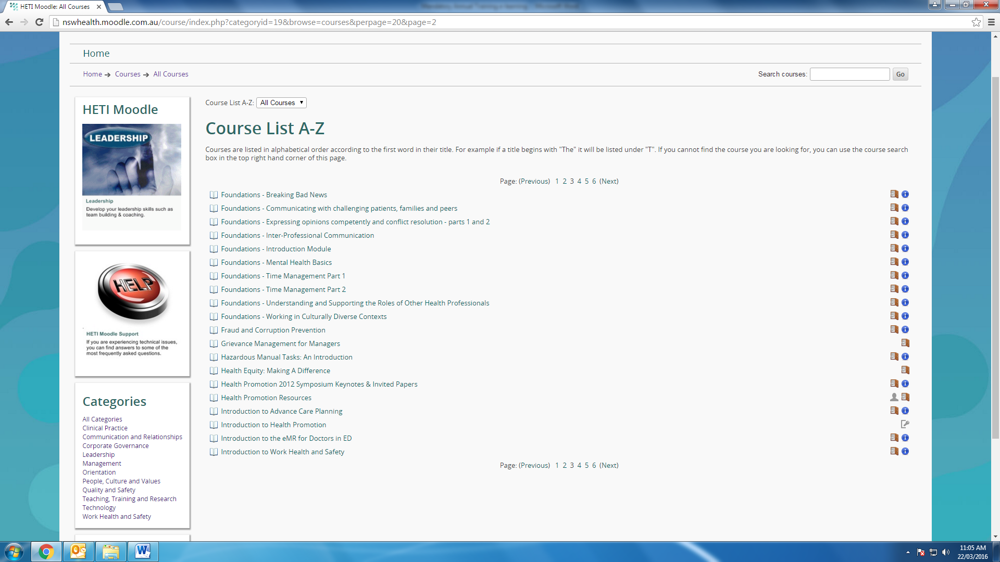 HETI Moodle: All Courses
nswhealth.moodle.com.au/course/index.php?categoryid=19&browse=courses&perpage=20&page=2
Home
Home Courses All Courses
Search courses: Go
HETI Moodle
LEADERSHIP
Leadership
Develop your leadership skills such as
team building & coaching.
HELP
HETI Moodle Support
If you are experiencing technical issues,
you can find answers to some of the
most frequently asked questions.
Categories
All Categories
Clinical Practice
Communication and Relationships
Corporate Governance
Leadership
Management
Orientation
People, Culture and Values
Quality and Safety
Teaching, Training and Research
Technology
Work Health and Safety
Course List A-Z: All Courses
Course List A-Z
Courses are listed in alphabetical order according to the first word in their title. For example if a title begins with "The" it will be listed under "T". If you cannot find the course you are looking for, you can use the course search
box in the top right hand corner of this page.
Page: (Previous) 1 2 3 4 5 6 (Next)
Foundations - Breaking Bad News
Foundations - Communicating with challenging patients, families and peers
Foundations - Expressing opinions competently and conflict resolution - parts 1 and 2
Foundations - Inter-Professional Communication
Foundations - Introduction Module
Foundations - Mental Health Basics
Foundations - Time Management Part 1
Foundations - Time Management Part 2
Foundations - Understanding and Supporting the Roles of Other Health Professionals
Foundations - Working in Culturally Diverse Contexts
Fraud and Corruption Prevention
Grievance Management for Managers
Hazardous Manual Tasks: An Introduction
Health Equity: Making A Difference
Health Promotion 2012 Symposium Keynotes & Invited Papers
Health Promotion Resources
Introduction to Advance Care Planning
Introduction to Health Promotion
Introduction to the eMR for Doctors in ED
Introduction to Work Health and Safety
Page: (Previous) 1 2 3 4 5 6 (Next)
11:05 AM
22/03/2016